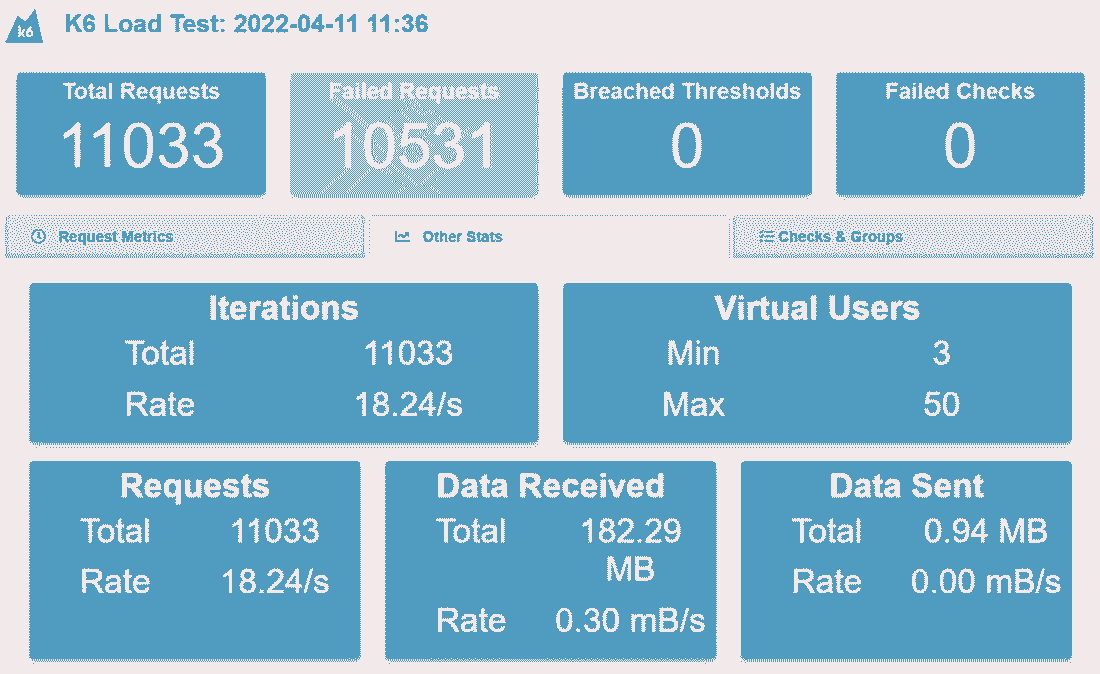 k6 K6 Load Test: 2022-04-11 11:36
Total Requests Failed Requests Breached Thresholds Failed Checks
11033 10531 0 0
Request Metrics Other Stats Checks & Groups
Iterations Virtual Users
Total 11033 Min 3
Rate 18.24/s Max 50
Requests Data Received Data Sent
Total 11033 Total 182.29 Total 0.94 MB
MB
Rate 18.24/s Rate 0.00 mB/s
Rate 0.30 mB/s